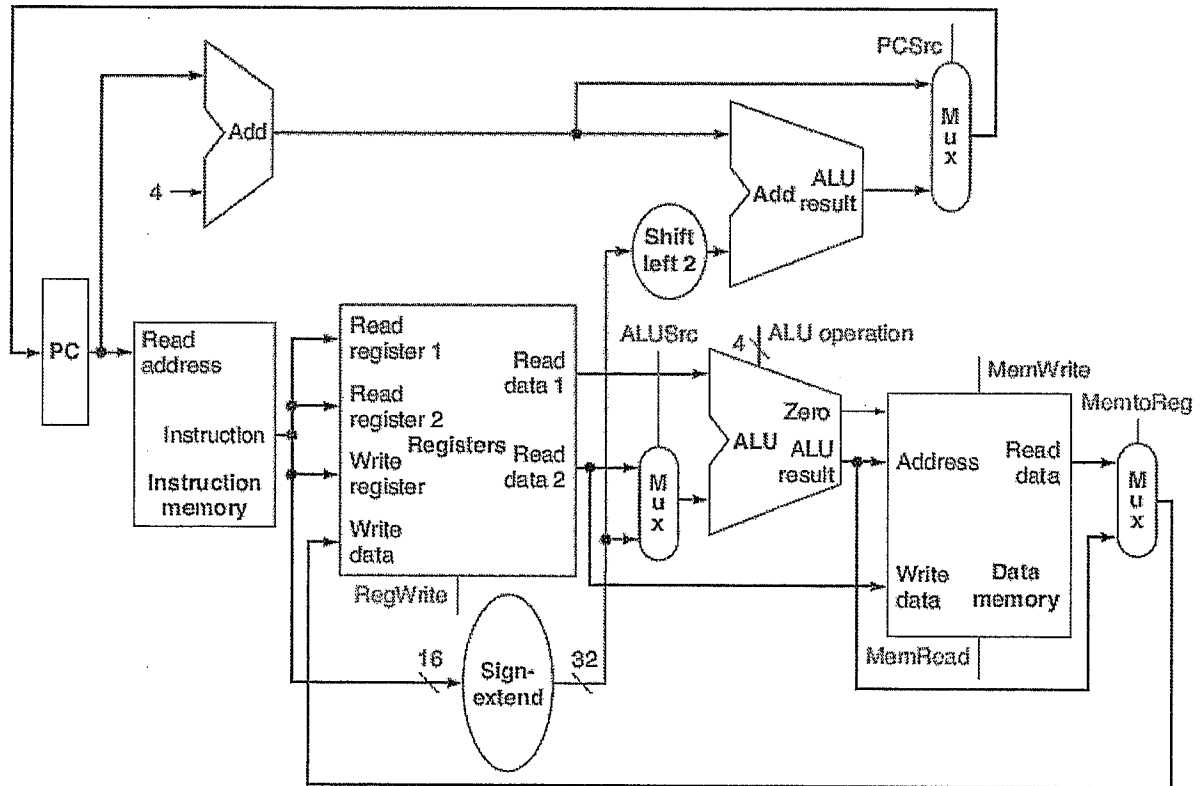 PCSrc
Add
4
M
u
x
Add
ALU
result
Shift
left 2
PC
Read
address
Instruction
Instruction
memory
Read
register 1
Read
register 2
Registers
Write
register
Write
data
Read
data 1
Read
data 2
RegWrite
ALUSrc
M
u
x
4
ALU operation
Zero
ALU
ALU
result
MemWrite
Address
Read
data
Write
data
Data
memory
MemRead
MemtoReg
M
u
x
16
Sign-
extend
32